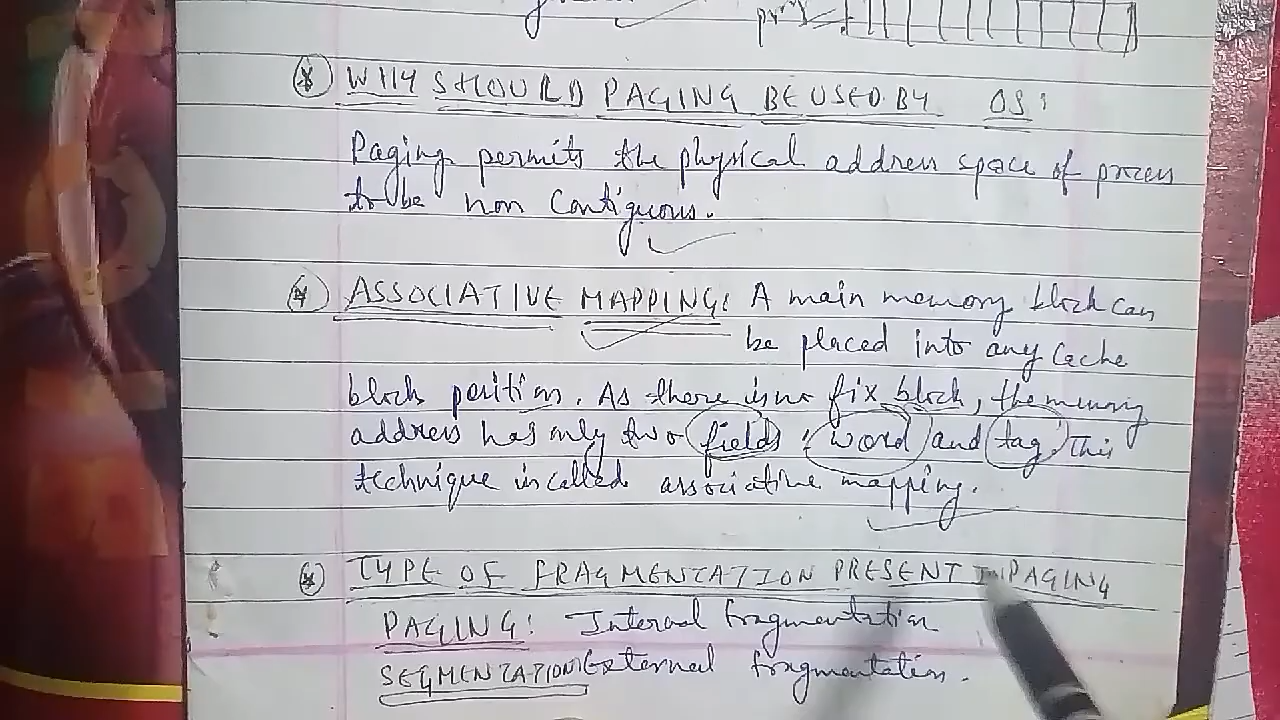 WHY SHOULD PAGING BE USED BY OS:
Paging permits the physical address space of process
to be non contiguous.
ASSOCIATIVE MAPPING: A main memory block can
be placed into any Cache
block position. As there is no fix block, the memory
address has only two fields: word and tag. This
technique is called associative mapping.
TYPE OF FRAGMENTATION PRESENT IN PAGING
PAGING: Internal fragmentation
SEGMENTATION External fragmentation.